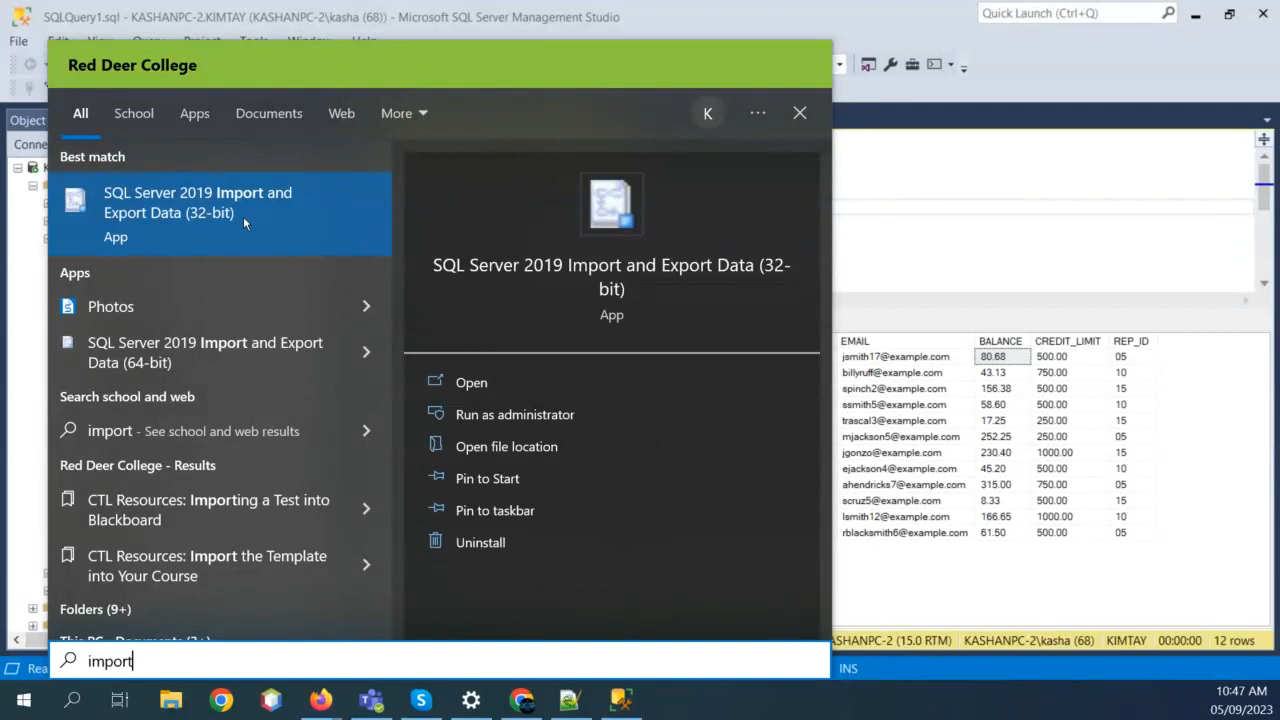 SQLQuery1.sql - KASHANPC-2.KIMTAY (KASHANPC-2\kasha (68)) - Microsoft SQL Server Management Studio
Quick Launch (Ctrl+Q)
File Edit View Query Project Tools Window Help
Red Deer College
All School Apps Documents Web More K
Object
Conne
Best match
SQL Server 2019 Import and
Export Data (32-bit)
App
Apps
Photos
SQL Server 2019 Import and Export
Data (64-bit)
Search school and web
import - See school and web results
Red Deer College - Results
CTL Resources: Importing a Test into
Blackboard
CTL Resources: Import the Template
into Your Course
Folders (9+)
import
SQL Server 2019 Import and Export Data (32-
bit)
App
Open
Run as administrator
Open file location
Pin to Start
Pin to taskbar
Uninstall
EMAIL BALANCE CREDIT_LIMIT REP_ID
jsmith17@example.com 80.68 500.00 05
billyruff@example.com 43.13 750.00 10
spinch2@example.com 156.38 500.00 15
ssmith5@example.com 58.60 500.00 10
trascal3@example.com 17.25 250.00 15
mjackson5@example.com 252.25 250.00 05
jgonzo@example.com 230.40 1000.00 15
ejackson4@example.com 45.20 500.00 10
ahendricks7@example.com 315.00 750.00 05
scruz5@example.com 8.33 500.00 15
lsmith12@example.com 166.65 1000.00 10
rblacksmith6@example.com 61.50 500.00 05
ASHANPC-2 (15.0 RTM) KASHANPC-2\kasha (68) KIMTAY 00:00:00 12 rows
Rea INS
10:47 AM
05/09/2023